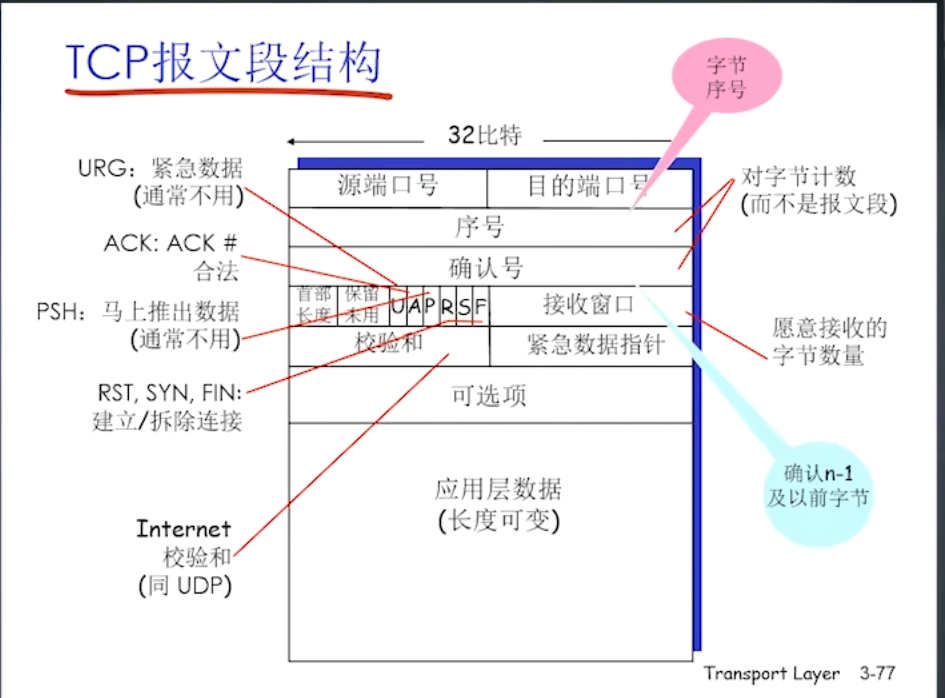 TCP报文段结构
字节
序号
32比特
URG：紧急数据
(通常不用)
源端口号
目的端口号
对字节计数
(而不是报文段)
序号
ACK: ACK #
合法
确认号
PSH：马上推出数据
(通常不用)
首部
长度
保留
未用
U A P R S F
接收窗口
愿意接收的
字节数量
校验和
紧急数据指针
RST, SYN, FIN:
建立/拆除连接
可选项
确认n-1
及以前字节
应用层数据
(长度可变)
Internet
校验和
(同 UDP)
Transport Layer 3-77